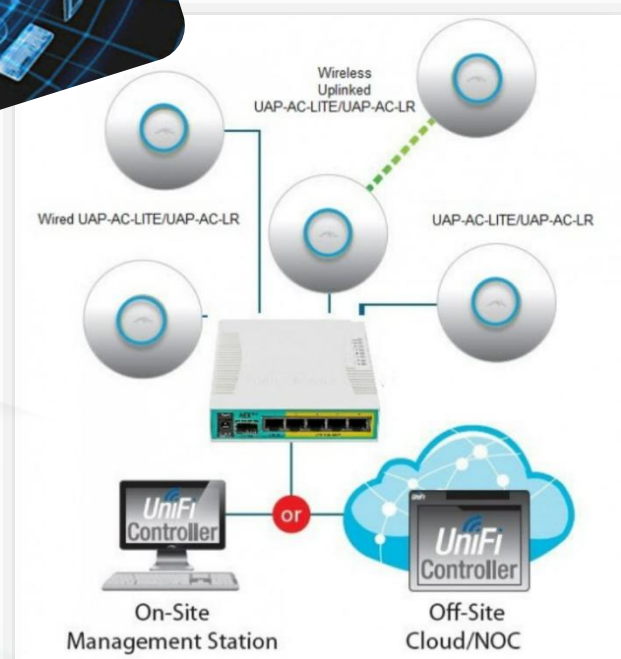 Wireless
Uplinked
UAP-AC-LITE/UAP-AC-LR
Wired UAP-AC-LITE/UAP-AC-LR
UAP-AC-LITE/UAP-AC-LR
UniFi
Controller
or
UniFi
Controller
On-Site
Management Station
Off-Site
Cloud/NOC